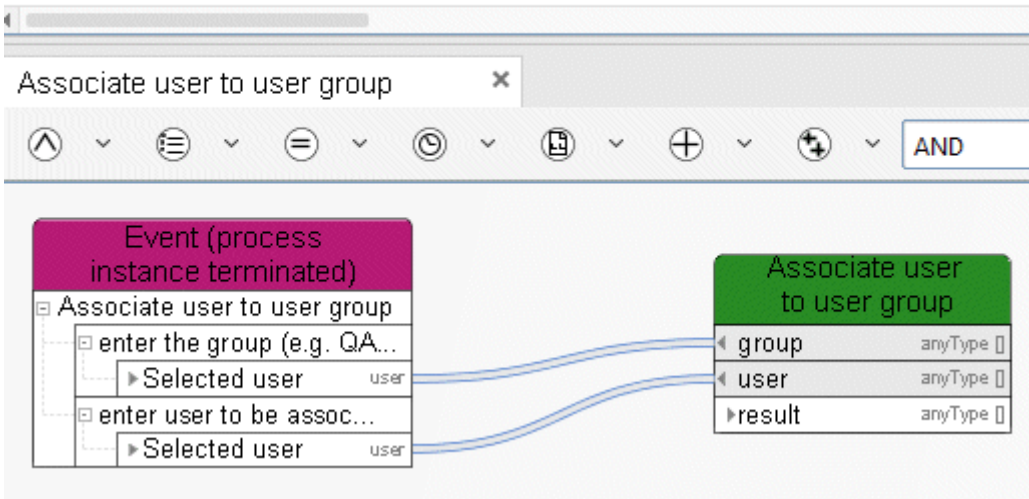 Associate user to user group
AND
Event (process
instance terminated)
Associate user to user group
enter the group (e.g. QA...
Selected user user
enter user to be assoc...
Selected user user
Associate user
to user group
group anyType []
user anyType []
result anyType []